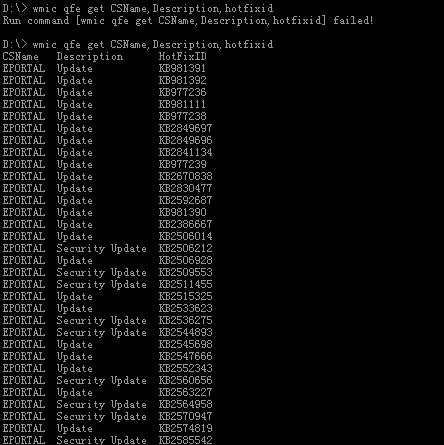 D:\> wmic qfe get CSName,Description,hotfixid
Run command [wmic qfe get CSName,Description,hotfixid] failed!
D:\> wmic qfe get CSName,Description,hotfixid
CSName Description HotFixID
EPORTAL Update KB981391
EPORTAL Update KB981392
EPORTAL Update KB977236
EPORTAL Update KB981111
EPORTAL Update KB977238
EPORTAL Update KB2849697
EPORTAL Update KB2849696
EPORTAL Update KB2841134
EPORTAL Update KB977239
EPORTAL Update KB2670838
EPORTAL Update KB2830477
EPORTAL Update KB2592687
EPORTAL Update KB981390
EPORTAL Update KB2386667
EPORTAL Update KB2506014
EPORTAL Security Update KB2506212
EPORTAL Update KB2506928
EPORTAL Security Update KB2509553
EPORTAL Security Update KB2511455
EPORTAL Update KB2515325
EPORTAL Update KB2533623
EPORTAL Security Update KB2536275
EPORTAL Security Update KB2544893
EPORTAL Update KB2545698
EPORTAL Update KB2547666
EPORTAL Update KB2552343
EPORTAL Security Update KB2560656
EPORTAL Update KB2563227
EPORTAL Security Update KB2564958
EPORTAL Security Update KB2570947
EPORTAL Update KB2574819
EPORTAL Security Update KB2585542